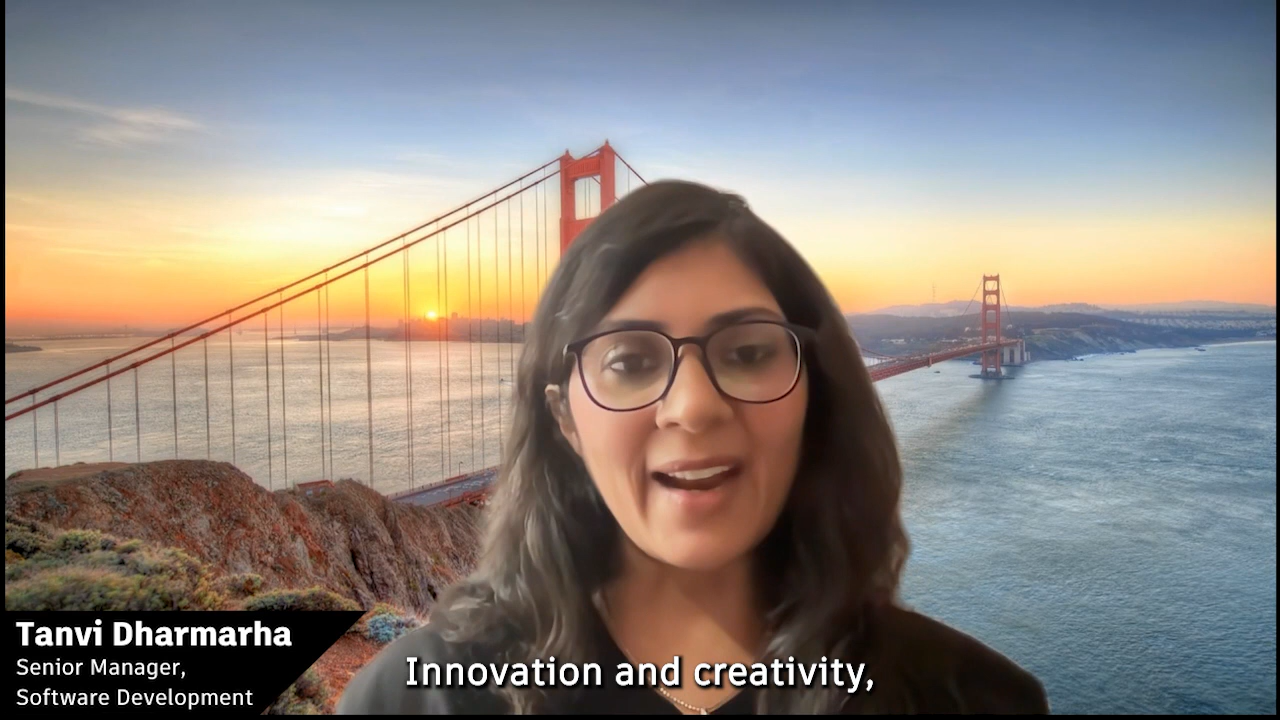 Tanvi Dharmarha
Senior Manager,
Software Development
Innovation and creativity,